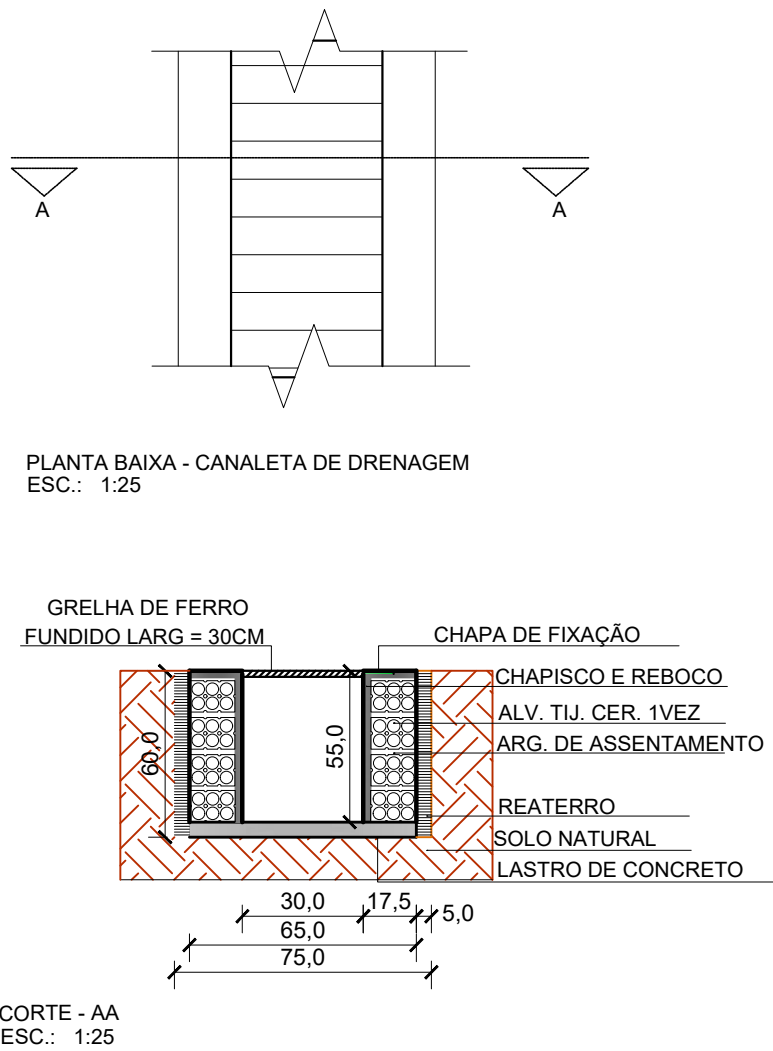 A
A
PLANTA BAIXA - CANALETA DE DRENAGEM
ESC.: 1:25
GRELHA DE FERRO
FUNDIDO LARG = 30CM
CHAPA DE FIXAÇÃO
CHAPISCO E REBOCO
ALV. TIJ. CER. 1VEZ
ARG. DE ASSENTAMENTO
60,0
55,0
REATERRO
SOLO NATURAL
LASTRO DE CONCRETO
30,0
17,5
5,0
65,0
75,0
CORTE - AA
ESC.: 1:25